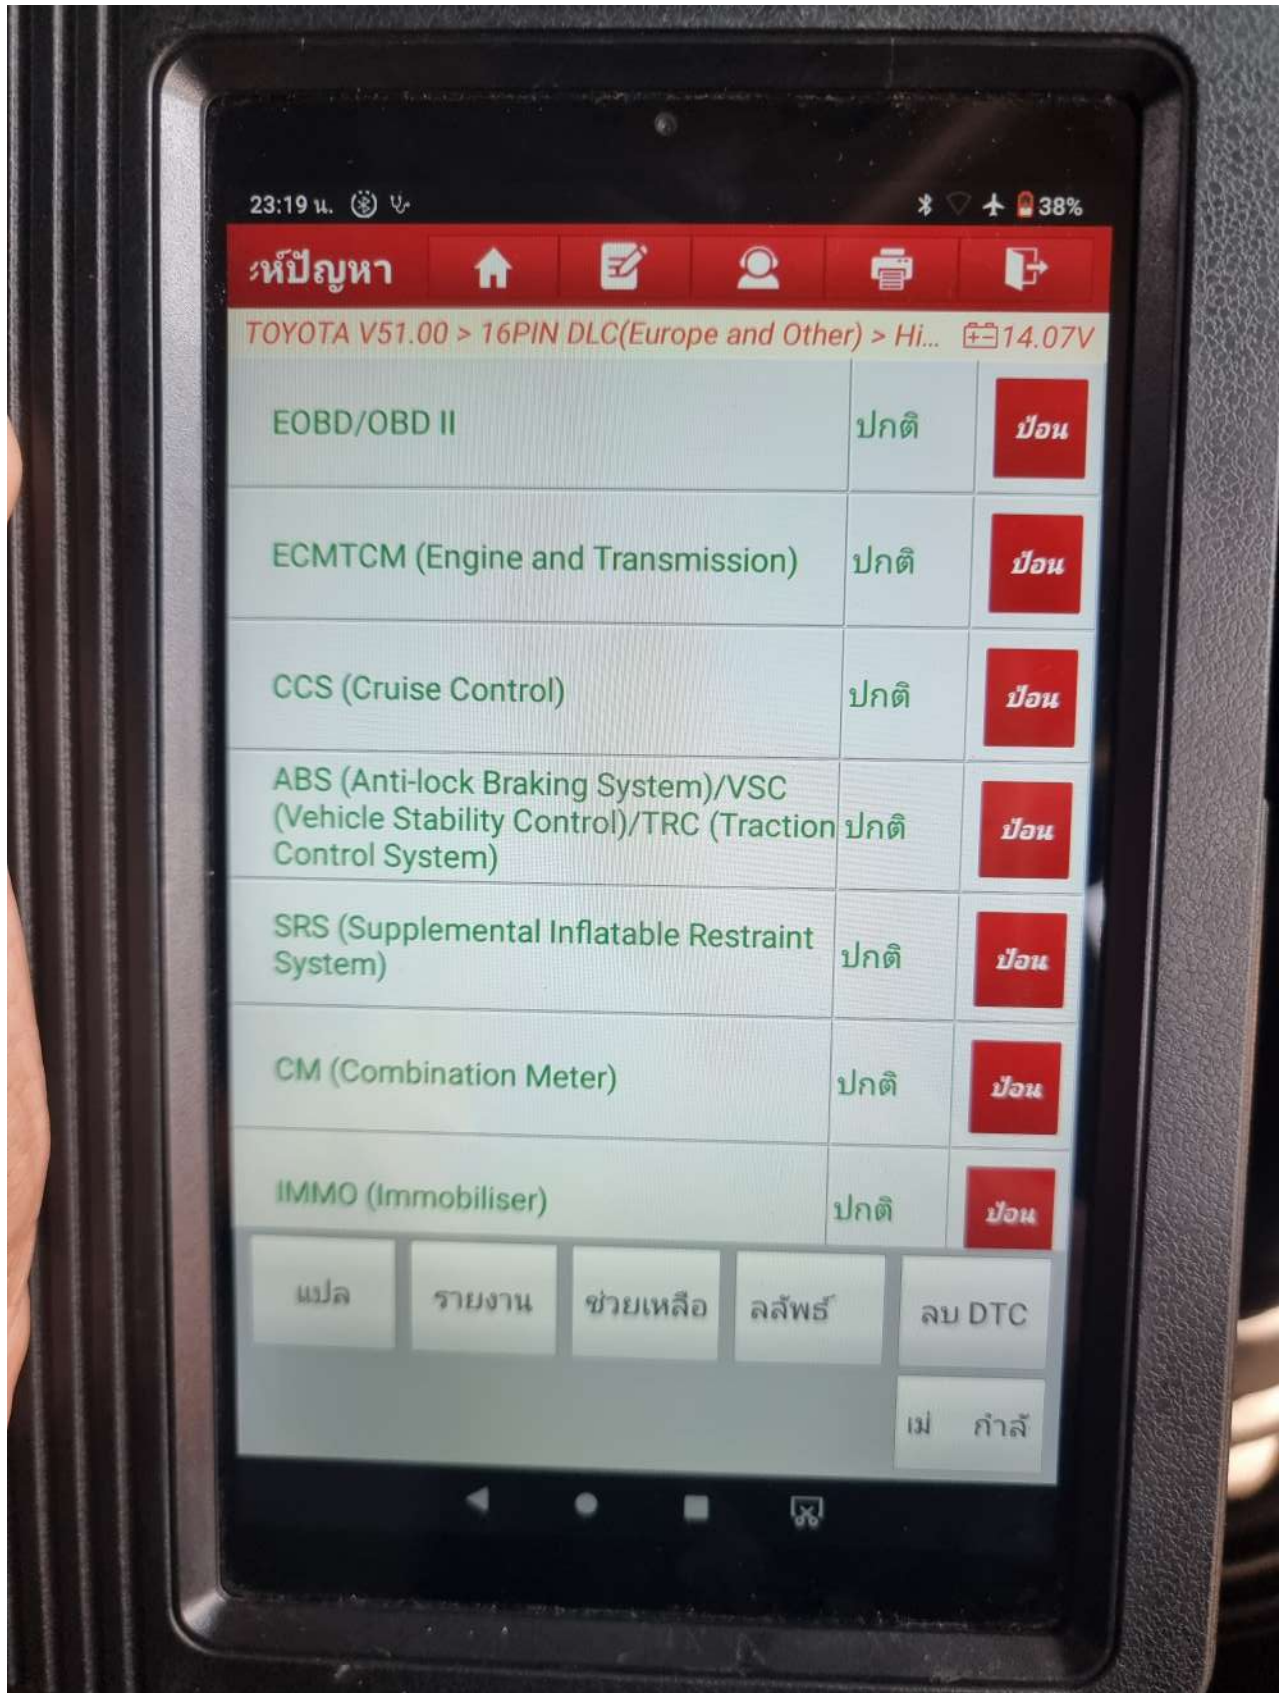 23:19 น. 38%
ะห์ปัญหา
TOYOTA V51.00 > 16PIN DLC(Europe and Other) > Hi... 14.07V
EOBD/OBD II ปกติ ป้อน
ECMTCM (Engine and Transmission) ปกติ ป้อน
CCS (Cruise Control) ปกติ ป้อน
ABS (Anti-lock Braking System)/VSC
(Vehicle Stability Control)/TRC (Traction ปกติ ป้อน
Control System)
SRS (Supplemental Inflatable Restraint
System) ปกติ ป้อน
CM (Combination Meter) ปกติ ป้อน
IMMO (Immobiliser) ปกติ ป้อน
แปล รายงาน ช่วยเหลือ ลลัพธ์ ลบ DTC
เม่ กำลั